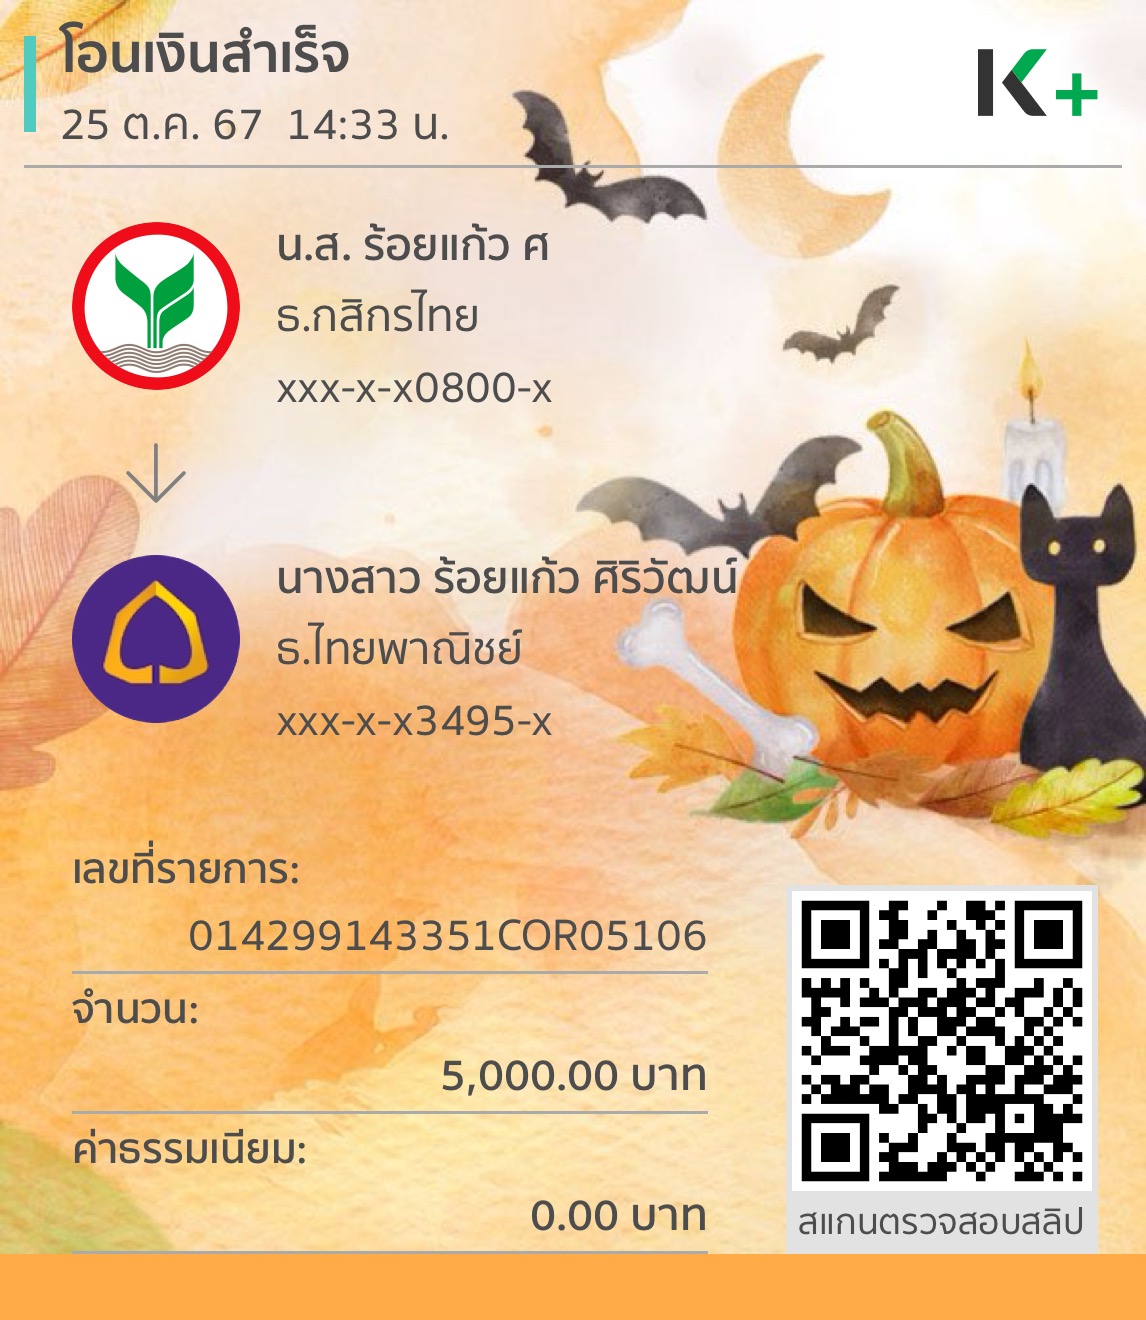 โอนเงินสำเร็จ
25 ต.ค. 67  14:33 น.
K+
น.ส. ร้อยแก้ว ศ
ธ.กสิกรไทย
xxx-x-x0800-x
นางสาว ร้อยแก้ว ศิริวัฒน์
ธ.ไทยพาณิชย์
xxx-x-x3495-x
เลขที่รายการ:
014299143351COR05106
จำนวน:
5,000.00 บาท
ค่าธรรมเนียม:
0.00 บาท
สแกนตรวจสอบสลิป